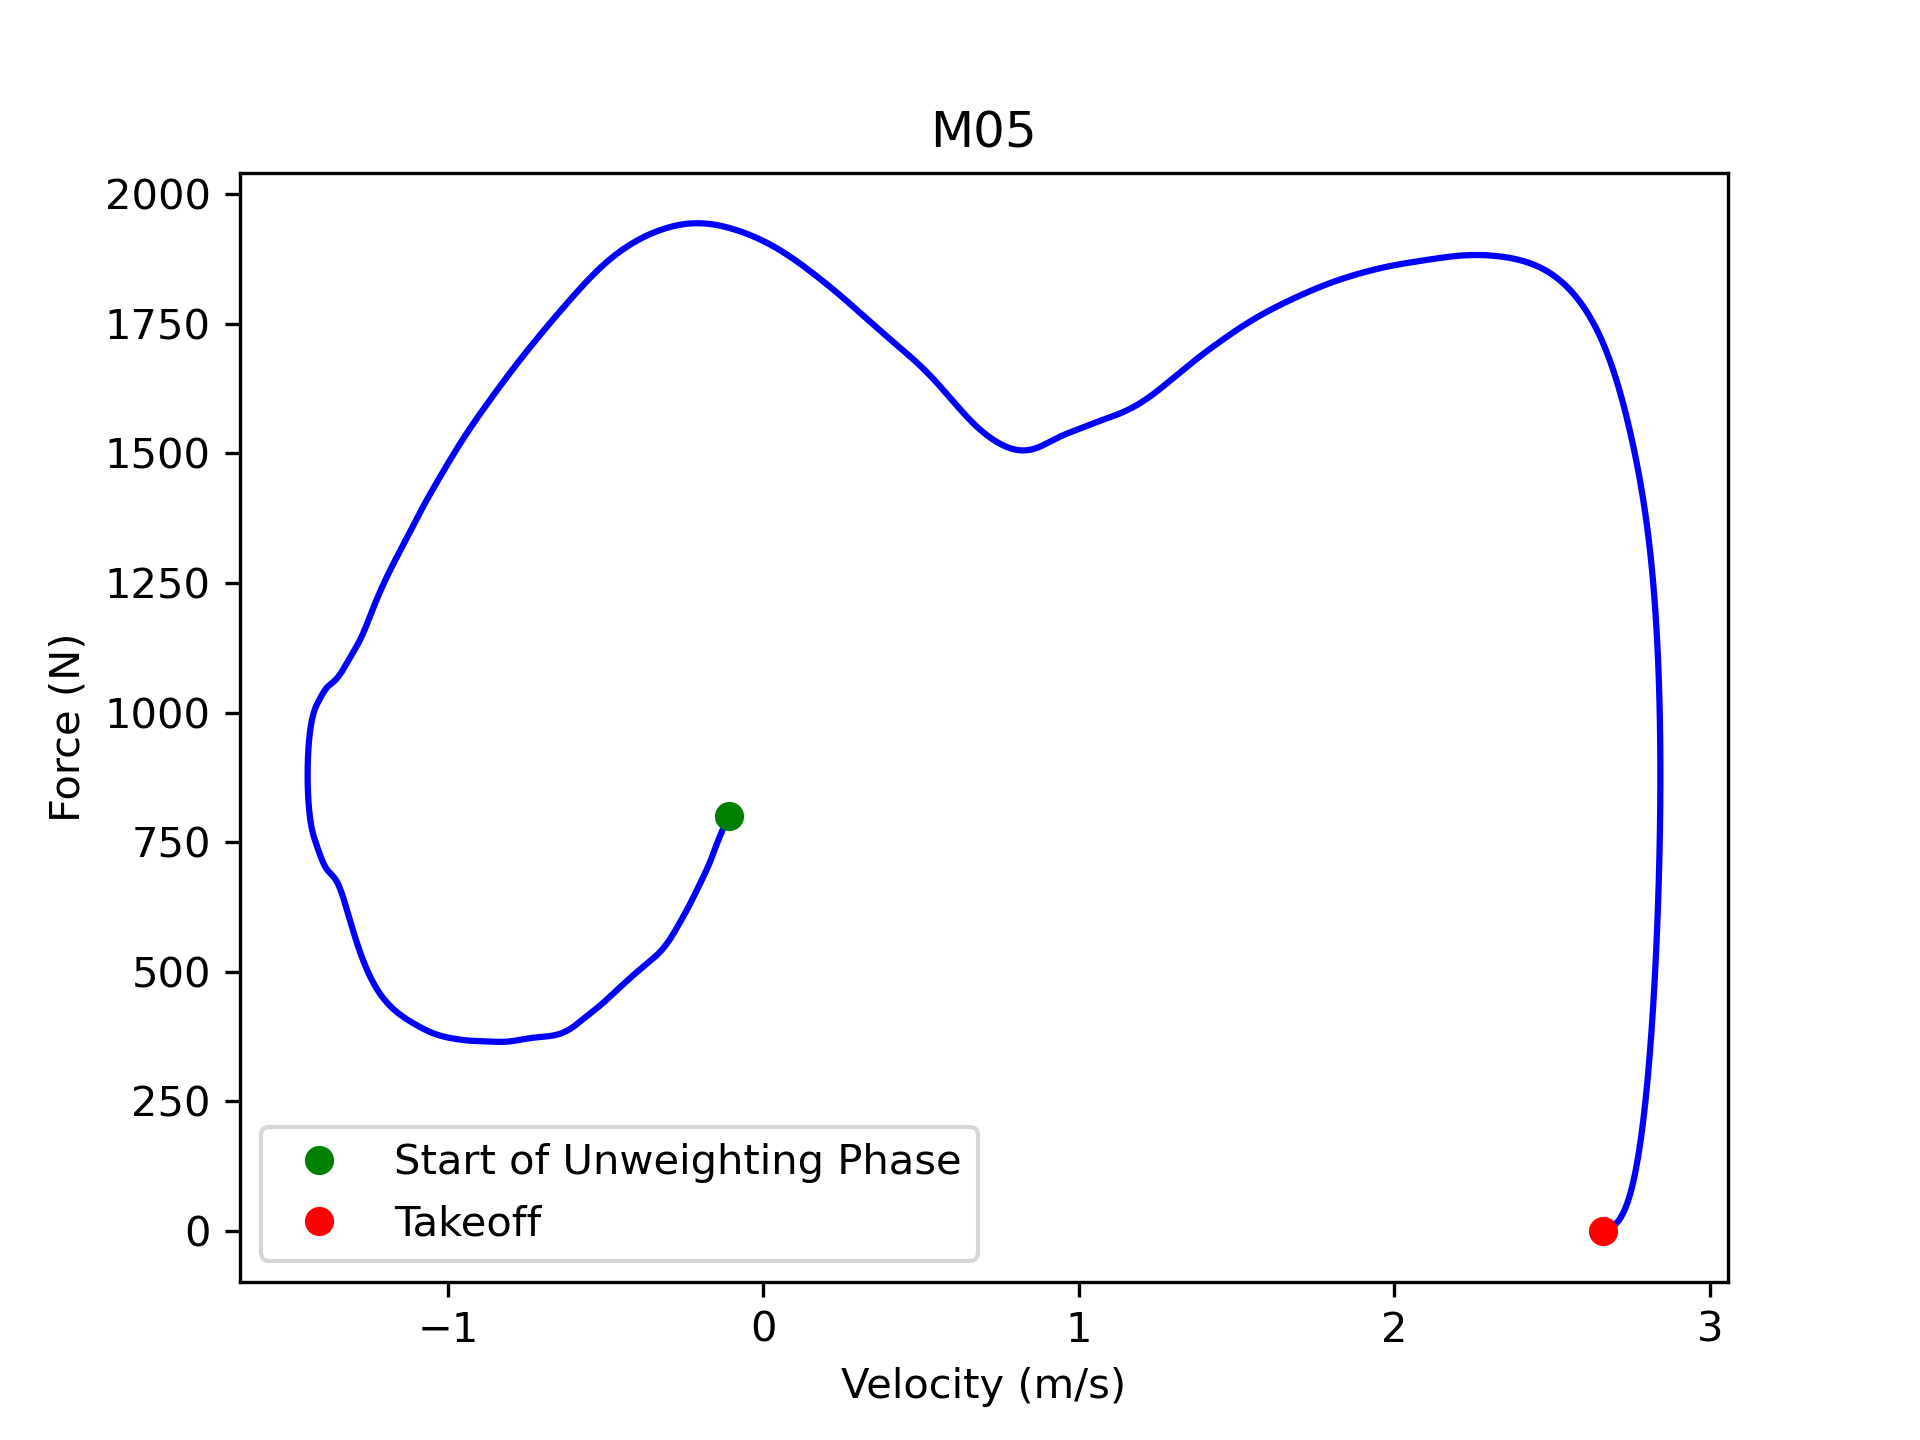 M05
2000
1750
1500
1250
1000
750
500
250
0
Force (N)
Start of Unweighting Phase
Takeoff
−1 0 1 2 3
Velocity (m/s)